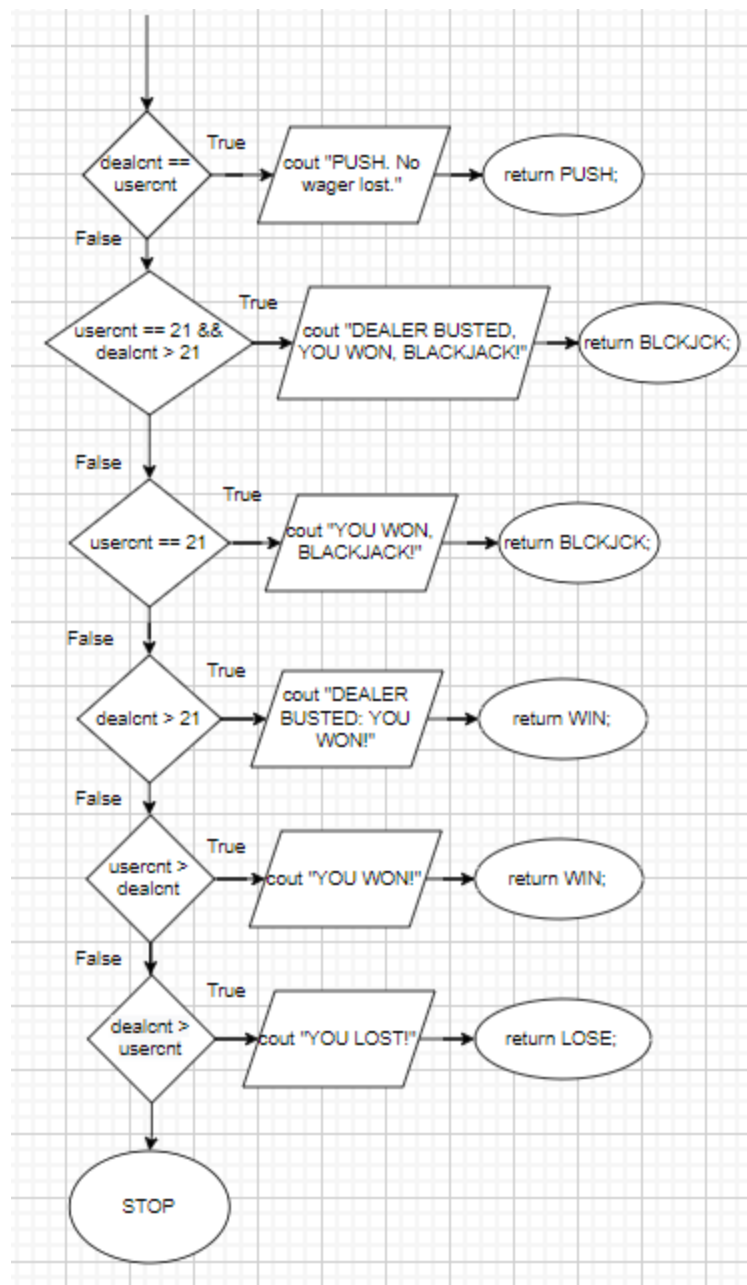 True
dealcnt ==
usercnt
cout "PUSH. No
wager lost."
return PUSH;
False
True
usercnt == 21 &&
dealcnt > 21
cout "DEALER BUSTED,
YOU WON, BLACKJACK!"
return BLCKJCK;
False
True
usercnt == 21
cout "YOU WON,
BLACKJACK!"
return BLCKJCK;
False
True
dealcnt > 21
cout "DEALER
BUSTED: YOU
WON!"
return WIN;
False
True
usercnt >
dealcnt
cout "YOU WON!"
return WIN;
False
True
dealcnt >
usercnt
cout "YOU LOST!"
return LOSE;
STOP